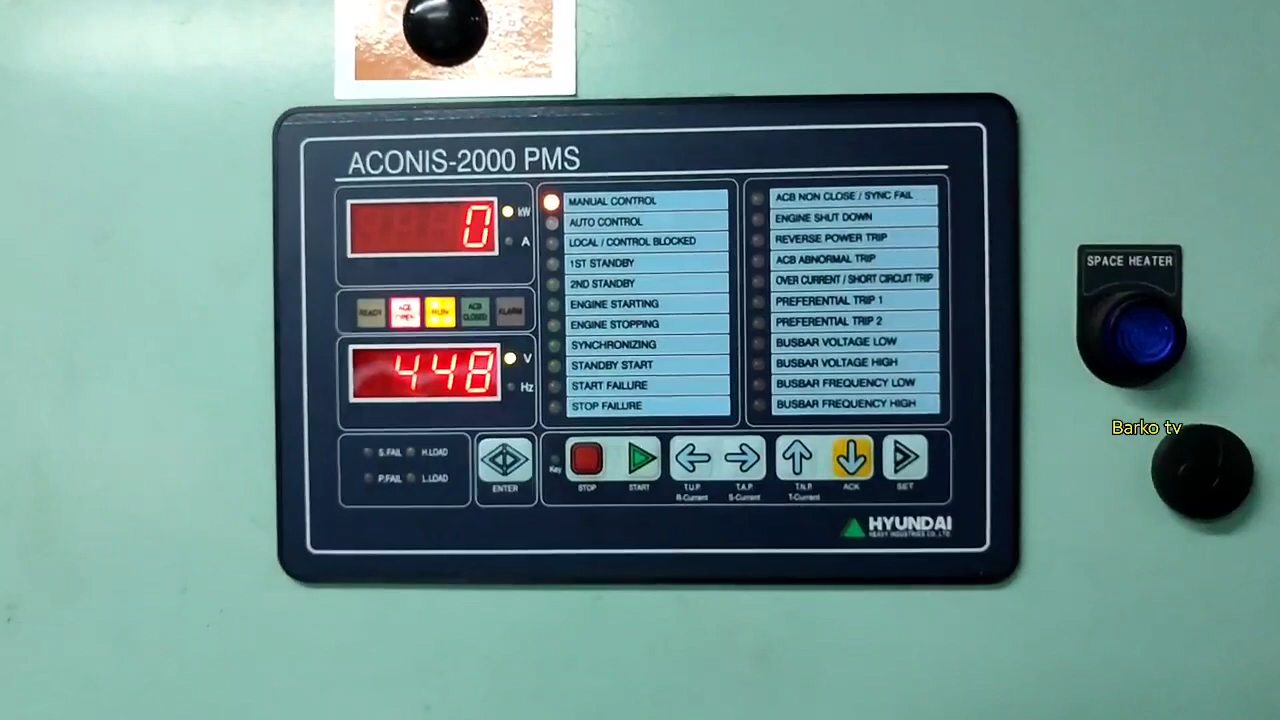 ACONIS-2000 PMS
0
kW
A
READY
ACB OPEN
RUN
ACB CLOSED
ALARM
448
V
Hz
S.FAIL
H.LOAD
P.FAIL
L.LOAD
ENTER
MANUAL CONTROL
AUTO CONTROL
LOCAL / CONTROL BLOCKED
1ST STANDBY
2ND STANDBY
ENGINE STARTING
ENGINE STOPPING
SYNCHRONIZING
STANDBY START
START FAILURE
STOP FAILURE
ACB NON CLOSE / SYNC FAIL
ENGINE SHUT DOWN
REVERSE POWER TRIP
ACB ABNORMAL TRIP
OVER CURRENT / SHORT CIRCUIT TRIP
PREFERENTIAL TRIP 1
PREFERENTIAL TRIP 2
BUSBAR VOLTAGE LOW
BUSBAR VOLTAGE HIGH
BUSBAR FREQUENCY LOW
BUSBAR FREQUENCY HIGH
Key
STOP
START
T.U.P.
R-Current
T.A.P.
S-Current
T.N.P.
T-Current
ACK
SET
HYUNDAI
HEAVY INDUSTRIES CO., LTD.
SPACE HEATER
Barko tv